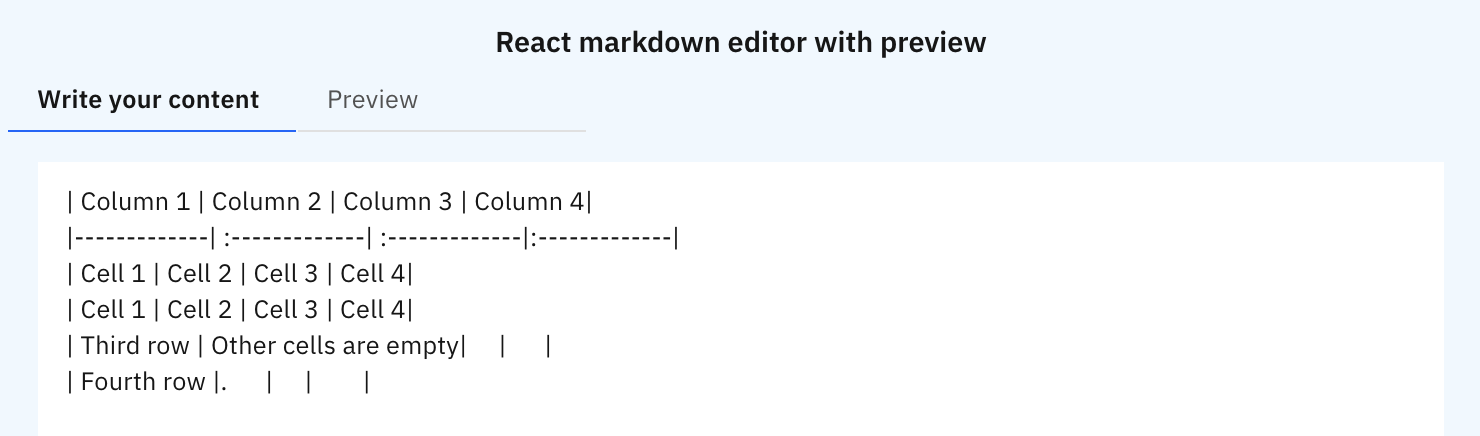 React markdown editor with preview
Write your content Preview
| Column 1 | Column 2 | Column 3 | Column 4|
|-------------| :-------------| :-------------|:-------------|
| Cell 1 | Cell 2 | Cell 3 | Cell 4|
| Cell 1 | Cell 2 | Cell 3 | Cell 4|
| Third row | Other cells are empty|     |      |
| Fourth row |.      |     |        |